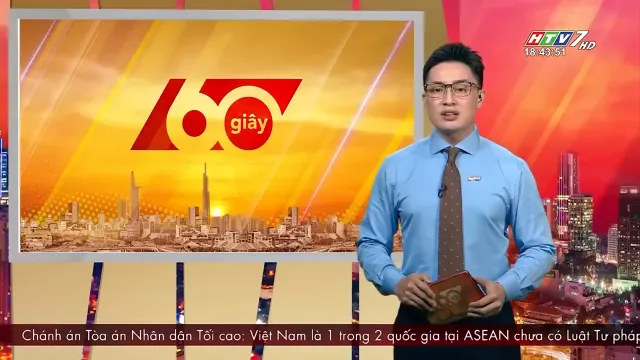 HTV7 HD
18:43:51
60 giây
60
Chánh án Tòa án Nhân dân Tối cao: Việt Nam là 1 trong 2 quốc gia tại ASEAN chưa có Luật Tư pháp